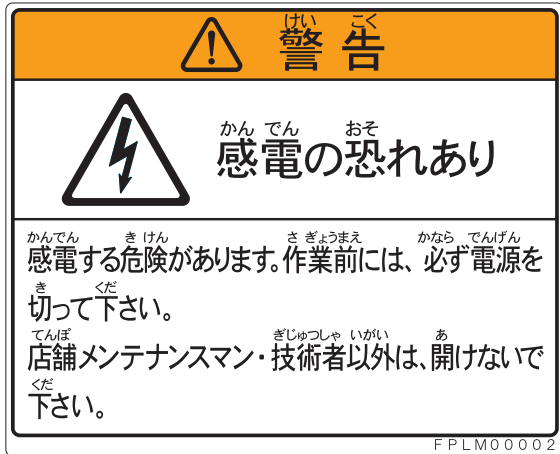 けい こく
警 告
かん でん おそ
感電の恐れあり
かんでん き けん さ ぎょうまえ かなら でんげん
感電する危険があります。作業前には、必ず電源を
き くだ
切って下さい。
てんぽ ぎじゅつしゃ いがい あ
店舗メンテナンスマン・技術者以外は、開けないで
くだ
下さい。
FPLM00002